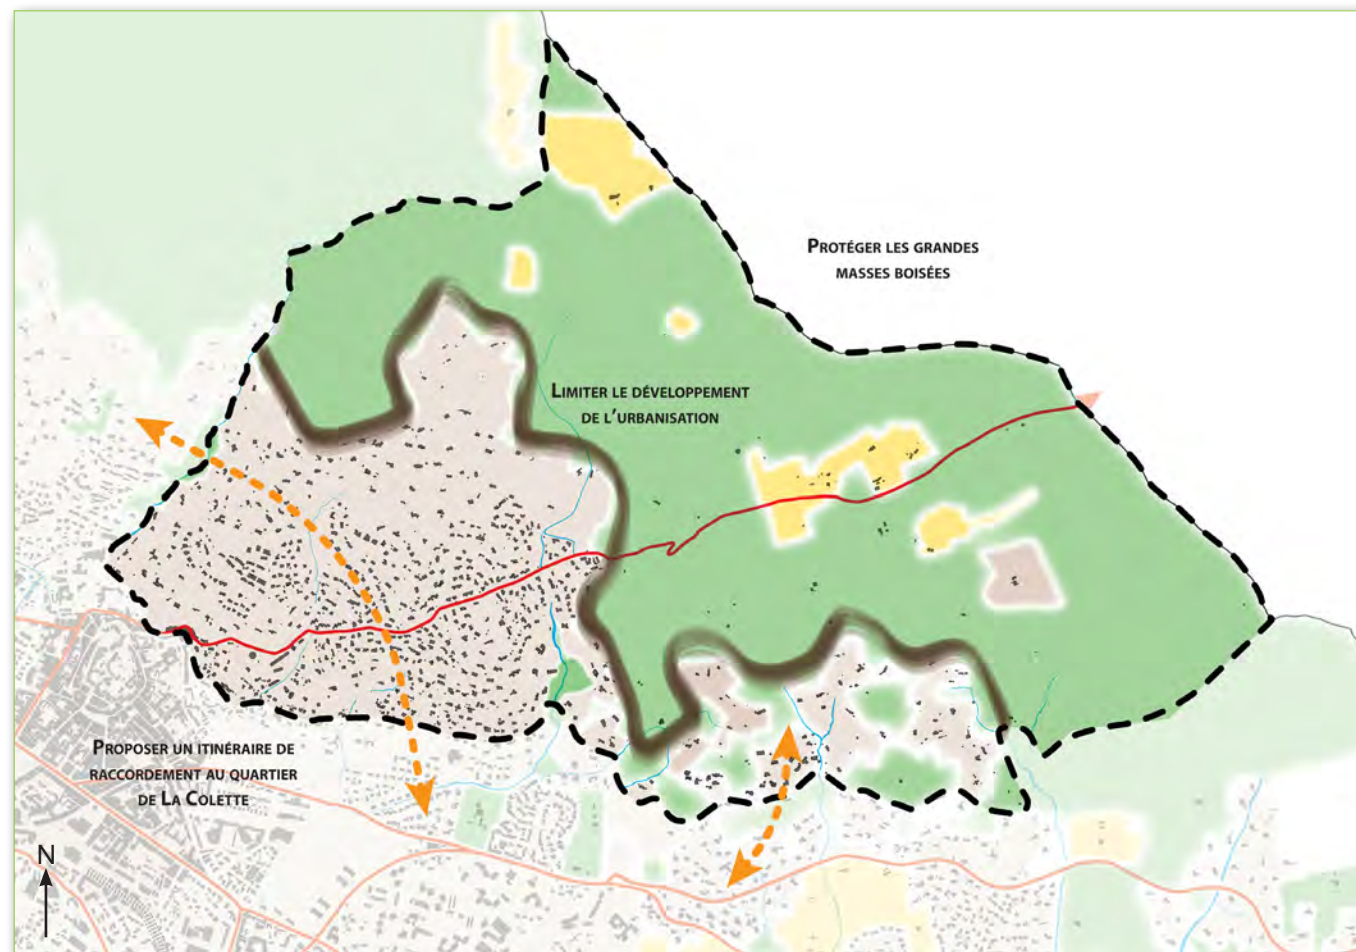 Protéger les grandes
masses boisées
Limiter le développement
de l'urbanisation
Proposer un itinéraire de
raccordement au quartier
de La Colette
N